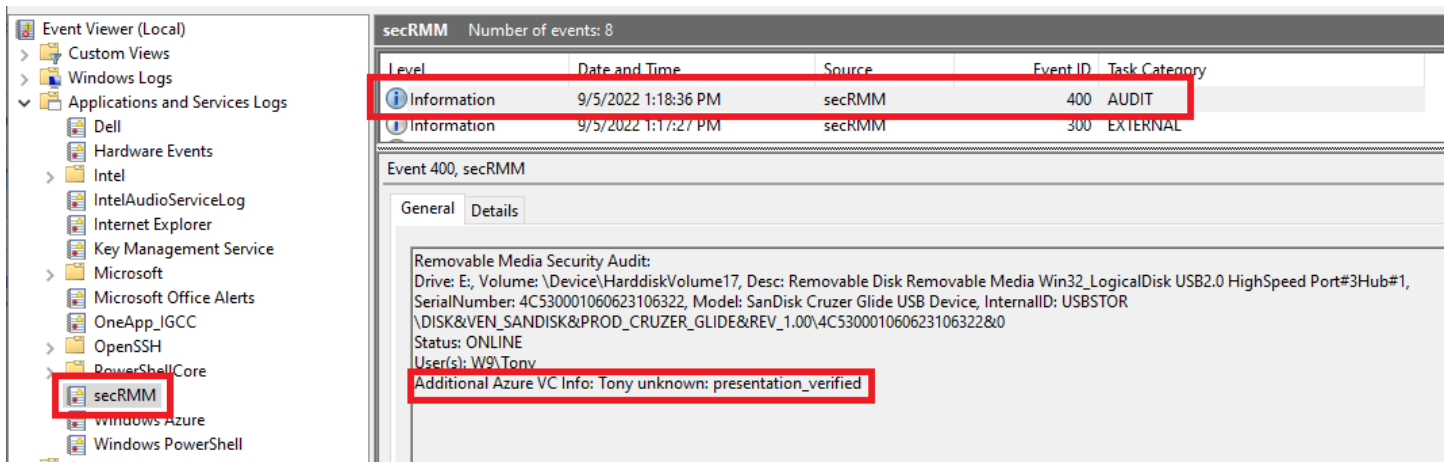 Event Viewer (Local)
Custom Views
Windows Logs
Applications and Services Logs
Dell
Hardware Events
Intel
IntelAudioServiceLog
Internet Explorer
Key Management Service
Microsoft
Microsoft Office Alerts
OneApp_IGCC
OpenSSH
PowerShellCore
secRMM
Windows Azure
Windows PowerShell
secRMM Number of events: 8
Level Date and Time Source Event ID Task Category
Information 9/5/2022 1:18:36 PM secRMM 400 AUDIT
Information 9/5/2022 1:17:27 PM secRMM 300 EXTERNAL
Event 400, secRMM
General Details
Removable Media Security Audit:
Drive: E:, Volume: \Device\HarddiskVolume17, Desc: Removable Disk Removable Media Win32_LogicalDisk USB2.0 HighSpeed Port#3Hub#1,
SerialNumber: 4C530001060623106322, Model: SanDisk Cruzer Glide USB Device, InternalID: USBSTOR
\DISK&VEN_SANDISK&PROD_CRUZER_GLIDE&REV_1.00\4C530001060623106322&0
Status: ONLINE
User(s): W9\Tony
Additional Azure VC Info: Tony unknown: presentation_verified